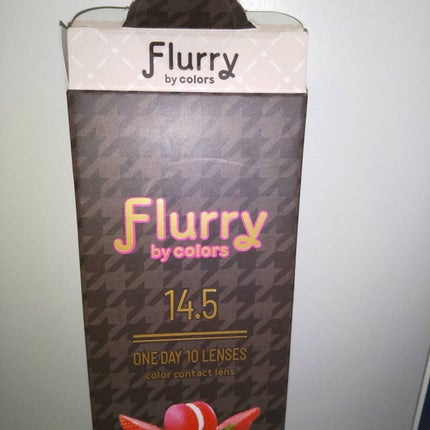 Flurry
by colors
Flurry
by colors
14.5
ONE DAY 10 LENSES
color contact lens